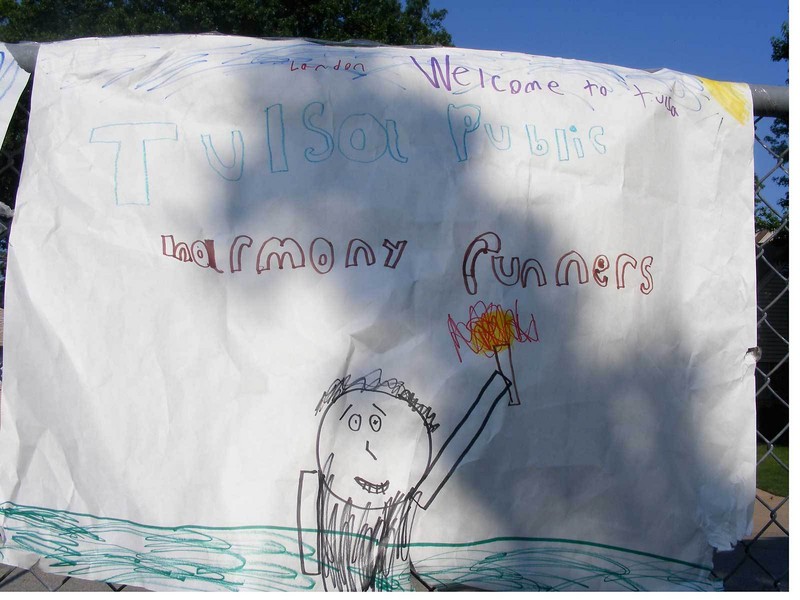 London Welcome to Tulsa
Tulsa Public
harmony runners